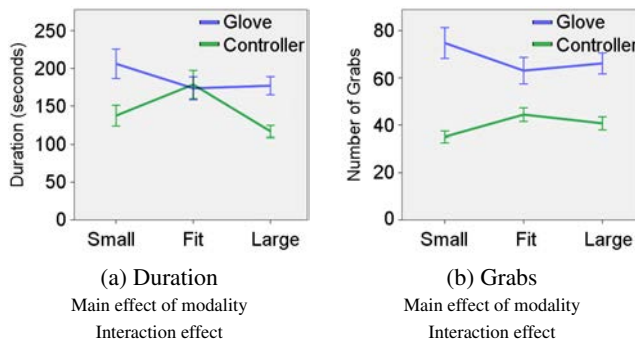 250
200
150
100
50
0
Duration (seconds)
Glove
Controller
Small Fit Large
(a) Duration
Main effect of modality
Interaction effect
80
60
40
20
0
Number of Grabs
Glove
Controller
Small Fit Large
(b) Grabs
Main effect of modality
Interaction effect